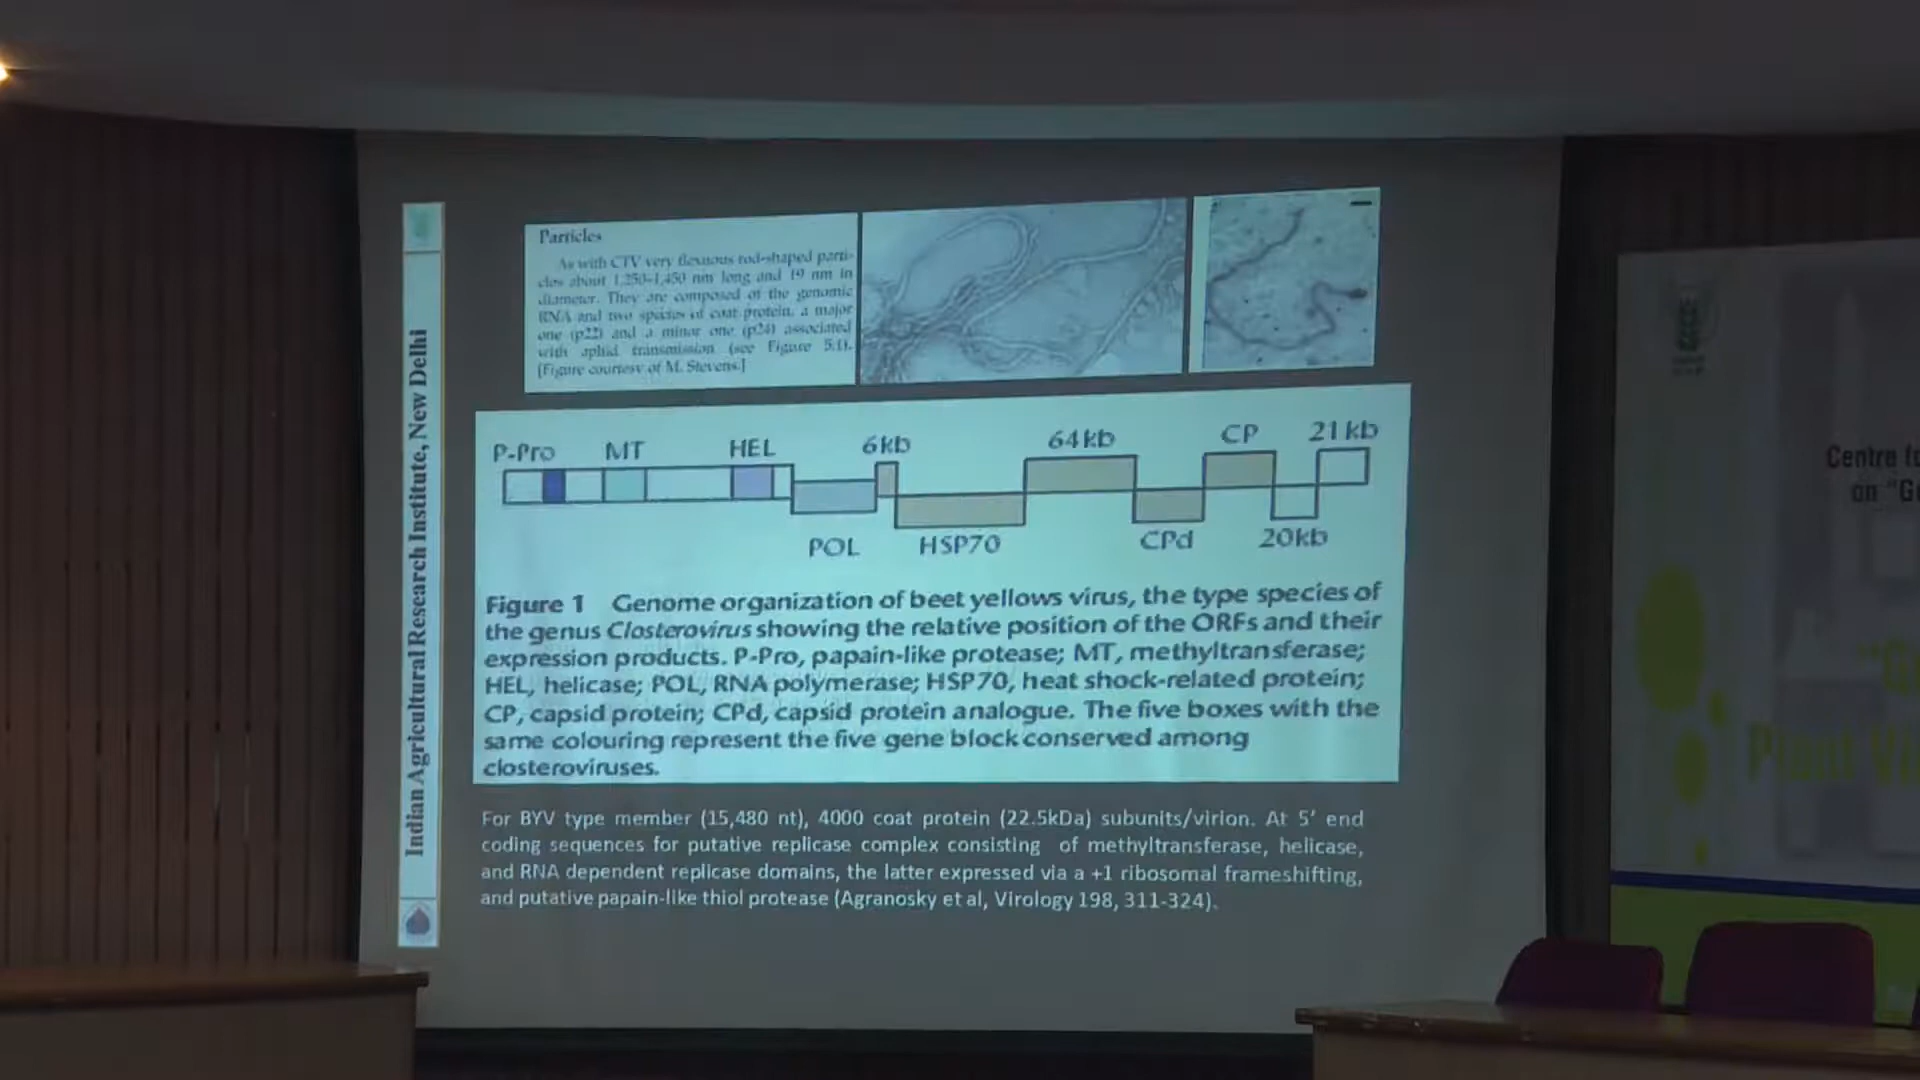 Indian Agricultural Research Institute, New Delhi
Particles
As with CTV very flexuous rod-shaped parti-
cles about 1,250–1,450 nm long and 19 nm in
diameter. They are composed of the genomic
RNA and two species of coat protein, a major
one (p22) and a minor one (p24) associated
with aphid transmission (see Figure 5.1).
[Figure courtesy of M. Stevens.]
P-Pro MT HEL 6kb 64kb CP 21kb
POL HSP70 CPd 20kb
Figure 1 Genome organization of beet yellows virus, the type species of
the genus Closterovirus showing the relative position of the ORFs and their
expression products. P-Pro, papain-like protease; MT, methyltransferase;
HEL, helicase; POL, RNA polymerase; HSP70, heat shock-related protein;
CP, capsid protein; CPd, capsid protein analogue. The five boxes with the
same colouring represent the five gene block conserved among
closteroviruses.
For BYV type member (15,480 nt), 4000 coat protein (22.5kDa) subunits/virion. At 5' end
coding sequences for putative replicase complex consisting of methyltransferase, helicase,
and RNA dependent replicase domains, the latter expressed via a +1 ribosomal frameshifting,
and putative papain-like thiol protease (Agranosky et al, Virology 198, 311-324).
Centre fo
on "Ge
"G
Plant Vi